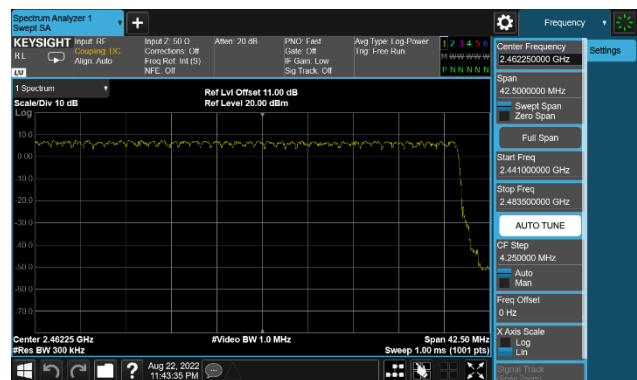 Spectrum Analyzer 1
Swept SA
Frequency
KEYSIGHT
RL
Input: RF
Coupling: DC
Align: Auto
Input Z: 50 Ω
Corrections: Off
Freq Ref: Int (S)
NFE: Off
Atten: 20 dB
PNO: Fast
Gate: Off
IF Gain: Low
Sig Track: Off
Avg Type: Log-Power
Trig: Free Run
1 2 3 4 5 6
M W W W W W
P N N N N N
Settings
Center Frequency
2.462250000 GHz
Span
42.5000000 MHz
Swept Span
Zero Span
Full Span
Start Freq
2.441000000 GHz
Stop Freq
2.483500000 GHz
AUTO TUNE
CF Step
4.250000 MHz
Auto
Man
Freq Offset
0 Hz
X Axis Scale
Log
Lin
Signal Track
(Span Zoom)
1 Spectrum
Scale/Div 10 dB
Log
Ref Lvl Offset 11.00 dB
Ref Level 20.00 dBm
10.0
0.00
-10.0
-20.0
-30.0
-40.0
-50.0
-60.0
-70.0
Center 2.46225 GHz
#Res BW 300 kHz
#Video BW 1.0 MHz
Span 42.50 MHz
Sweep 1.00 ms (1001 pts)
Aug 22, 2022
11:43:35 PM